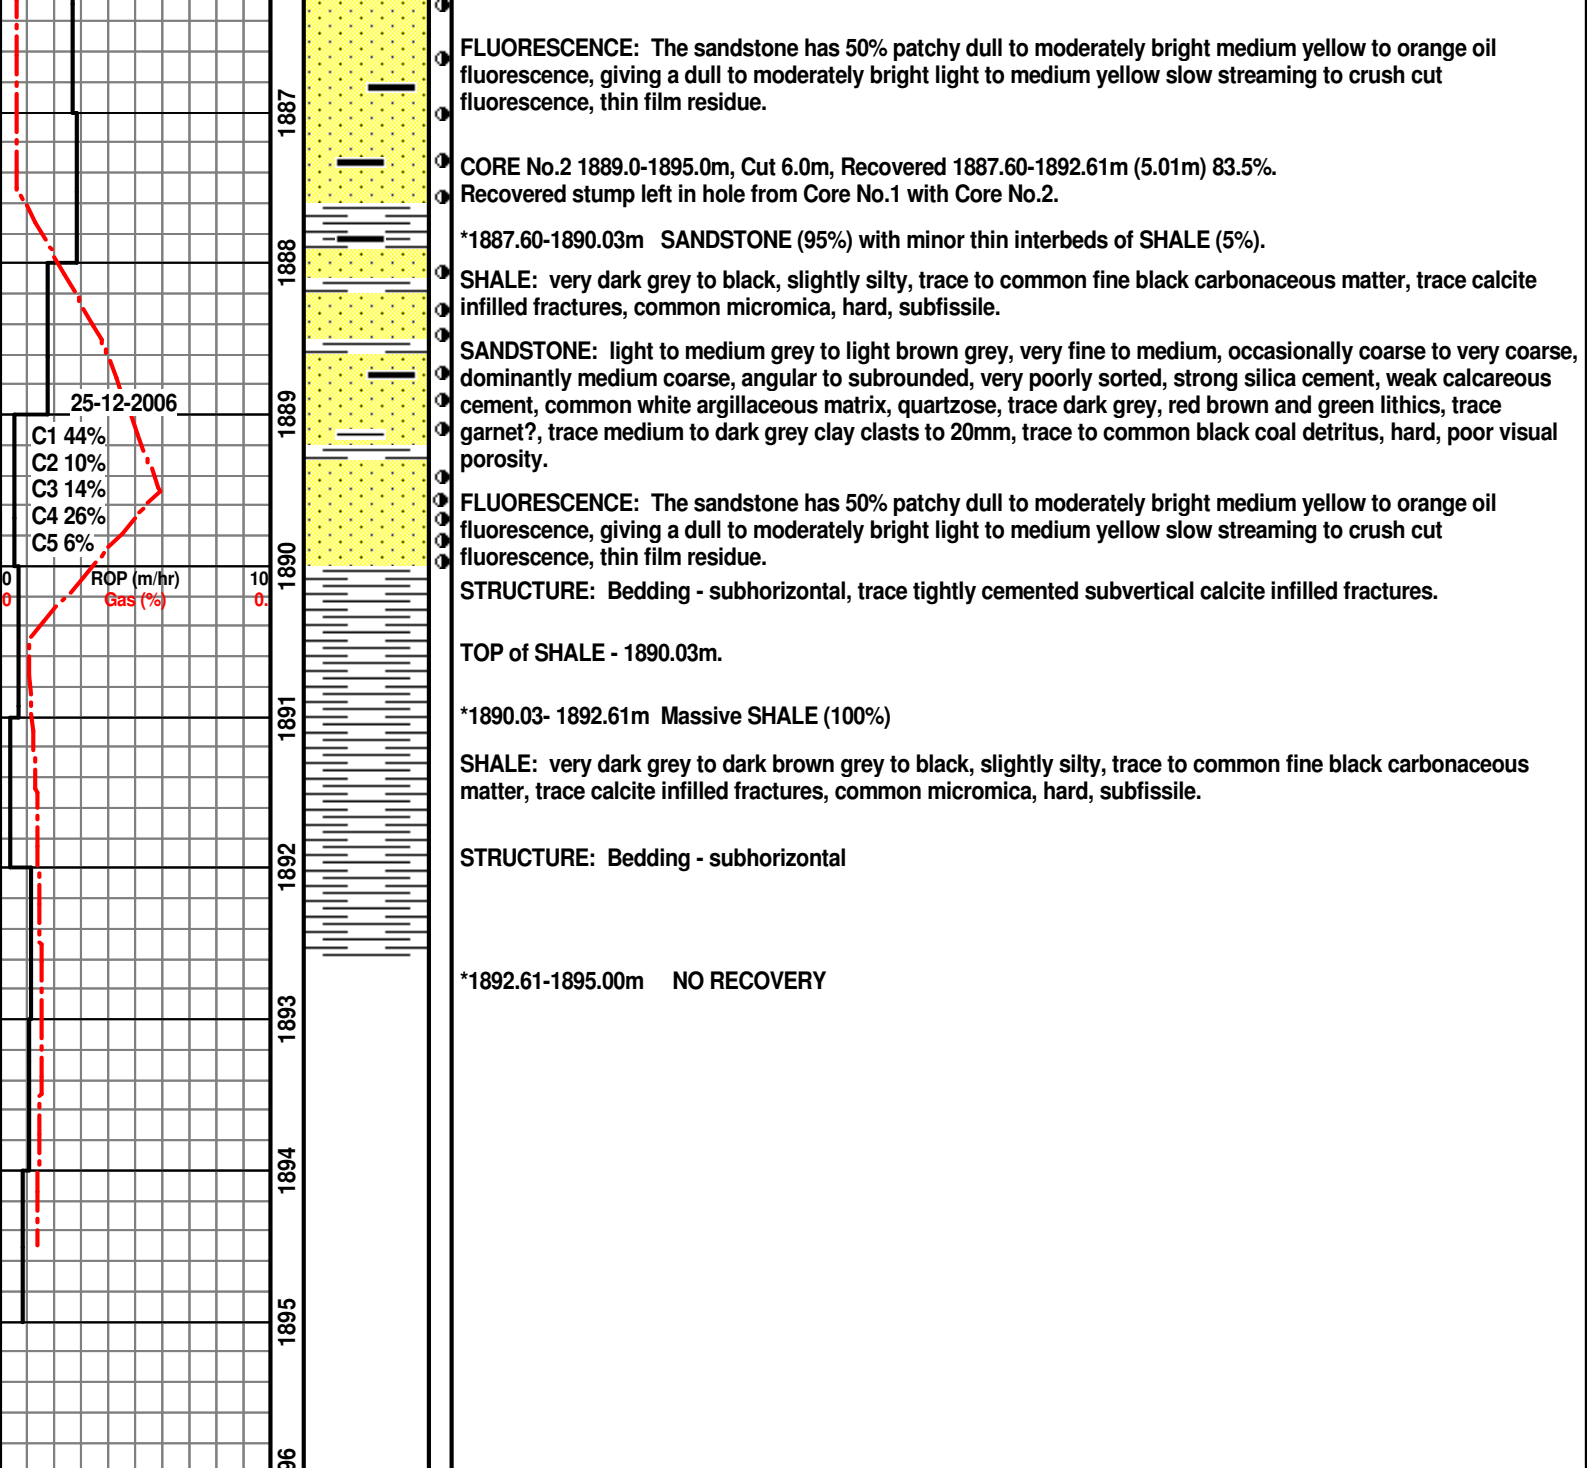 FLUORESCENCE: The sandstone has 50% patchy dull to moderately bright medium yellow to orange oil
fluorescence, giving a dull to moderately bright light to medium yellow slow streaming to crush cut
fluorescence, thin film residue.
1887
CORE No.2 1889.0-1895.0m, Cut 6.0m, Recovered 1887.60-1892.61m (5.01m) 83.5%.
Recovered stump left in hole from Core No.1 with Core No.2.
*1887.60-1890.03m SANDSTONE (95%) with minor thin interbeds of SHALE (5%).
1888
SHALE: very dark grey to black, slightly silty, trace to common fine black carbonaceous matter, trace calcite
infilled fractures, common micromica, hard, subfissile.
SANDSTONE: light to medium grey to light brown grey, very fine to medium, occasionally coarse to very coarse,
dominantly medium coarse, angular to subrounded, very poorly sorted, strong silica cement, weak calcareous
cement, common white argillaceous matrix, quartzose, trace dark grey, red brown and green lithics, trace
garnet?, trace medium to dark grey clay clasts to 20mm, trace to common black coal detritus, hard, poor visual
porosity.
25-12-2006
1889
C1 44%
C2 10%
C3 14%
C4 26%
C5 6%
FLUORESCENCE: The sandstone has 50% patchy dull to moderately bright medium yellow to orange oil
fluorescence, giving a dull to moderately bright light to medium yellow slow streaming to crush cut
fluorescence, thin film residue.
1890
0 ROP (m/hr) 10
0 Gas (%) 0.
STRUCTURE: Bedding - subhorizontal, trace tightly cemented subvertical calcite infilled fractures.
TOP of SHALE - 1890.03m.
1891
*1890.03- 1892.61m Massive SHALE (100%)
SHALE: very dark grey to dark brown grey to black, slightly silty, trace to common fine black carbonaceous
matter, trace calcite infilled fractures, common micromica, hard, subfissile.
1892
STRUCTURE: Bedding - subhorizontal
*1892.61-1895.00m NO RECOVERY
1893
1894
1895
96